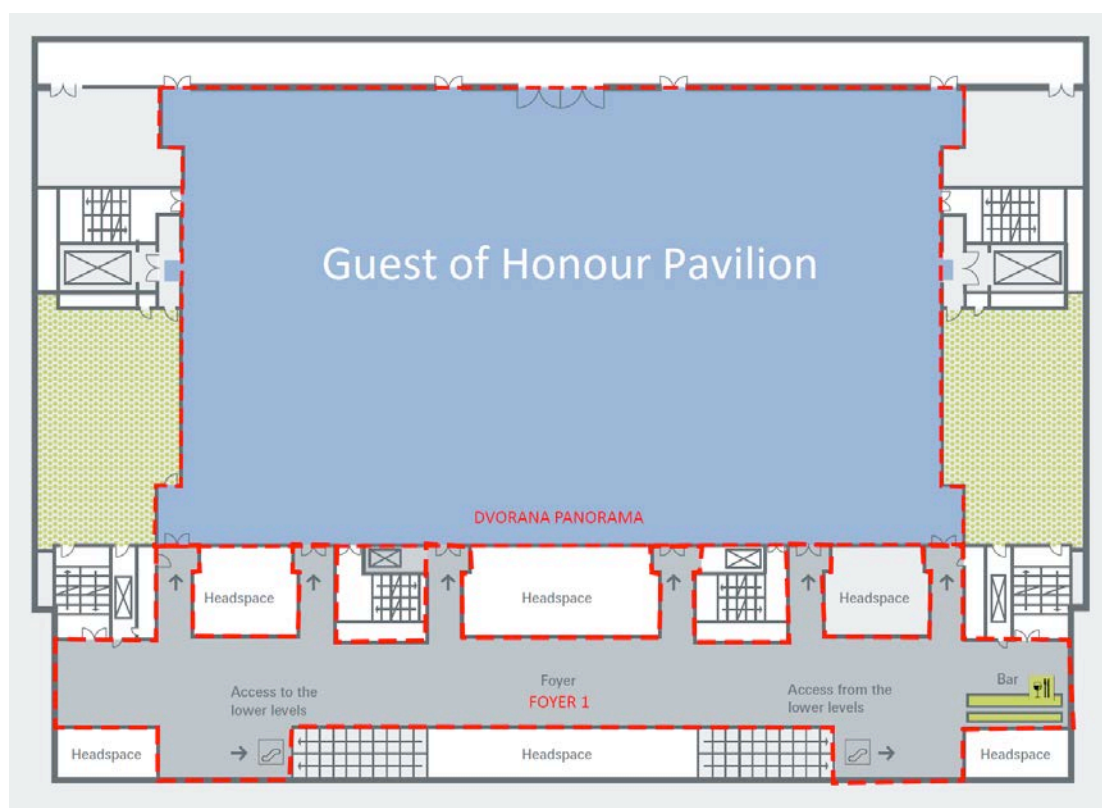 Guest of Honour Pavilion
DVORANA PANORAMA
Headspace
Headspace
Headspace
Foyer
FOYER 1
Access to the
lower levels
Access from the
lower levels
Bar
Headspace
Headspace
Headspace